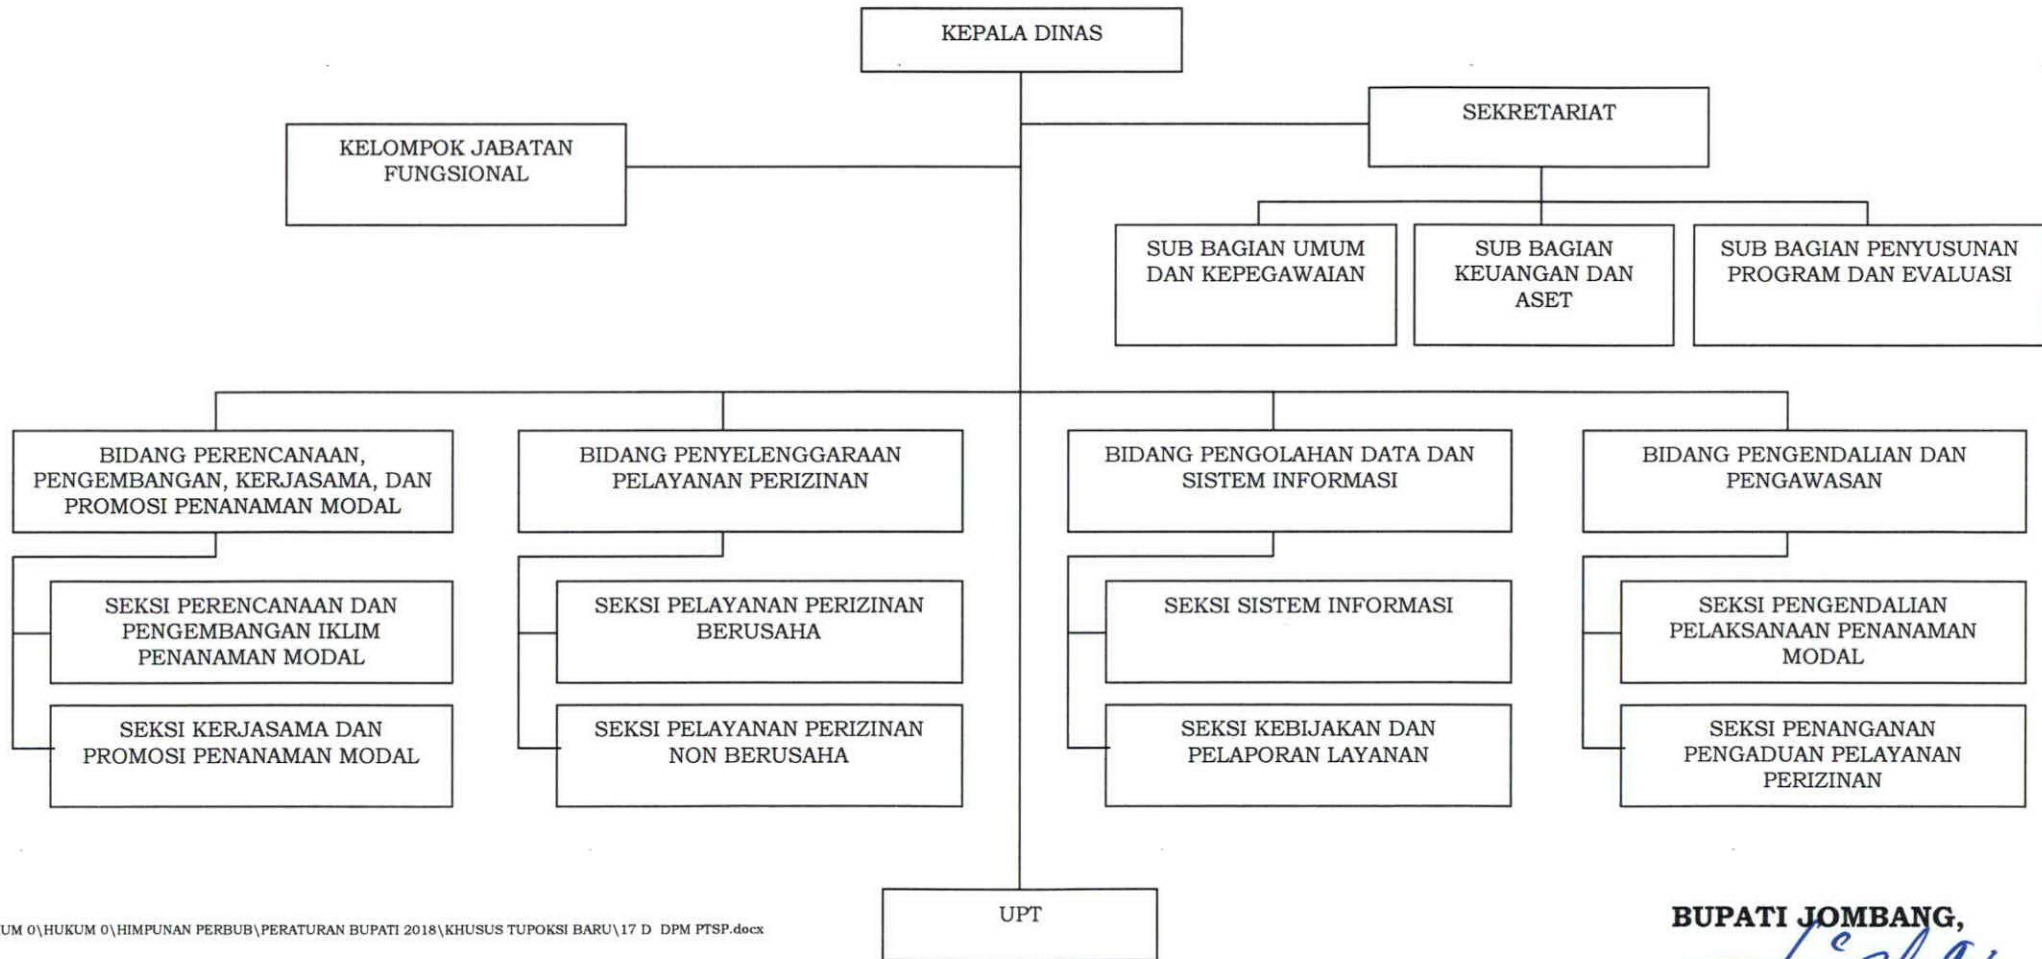 KEPALA DINAS
SEKRETARIAT
KELOMPOK JABATAN
FUNGSIONAL
SUB BAGIAN UMUM
DAN KEPEGAWAIAN
SUB BAGIAN
KEUANGAN DAN
ASET
SUB BAGIAN PENYUSUNAN
PROGRAM DAN EVALUASI
BIDANG PERENCANAAN,
PENGEMBANGAN, KERJASAMA, DAN
PROMOSI PENANAMAN MODAL
BIDANG PENYELENGGARAAN
PELAYANAN PERIZINAN
BIDANG PENGOLAHAN DATA DAN
SISTEM INFORMASI
BIDANG PENGENDALIAN DAN
PENGAWASAN
SEKSI PERENCANAAN DAN
PENGEMBANGAN IKLIM
PENANAMAN MODAL
SEKSI PELAYANAN PERIZINAN
BERUSAHA
SEKSI SISTEM INFORMASI
SEKSI PENGENDALIAN
PELAKSANAAN PENANAMAN
MODAL
SEKSI KERJASAMA DAN
PROMOSI PENANAMAN MODAL
SEKSI PELAYANAN PERIZINAN
NON BERUSAHA
SEKSI KEBIJAKAN DAN
PELAPORAN LAYANAN
SEKSI PENANGANAN
PENGADUAN PELAYANAN
PERIZINAN
UPT
UM 0\HUKUM 0\HIMPUNAN PERBUB\PERATURAN BUPATI 2018\KHUSUS TUPOKSI BARU\17 D DPM PTSP.docx
BUPATI JOMBANG,